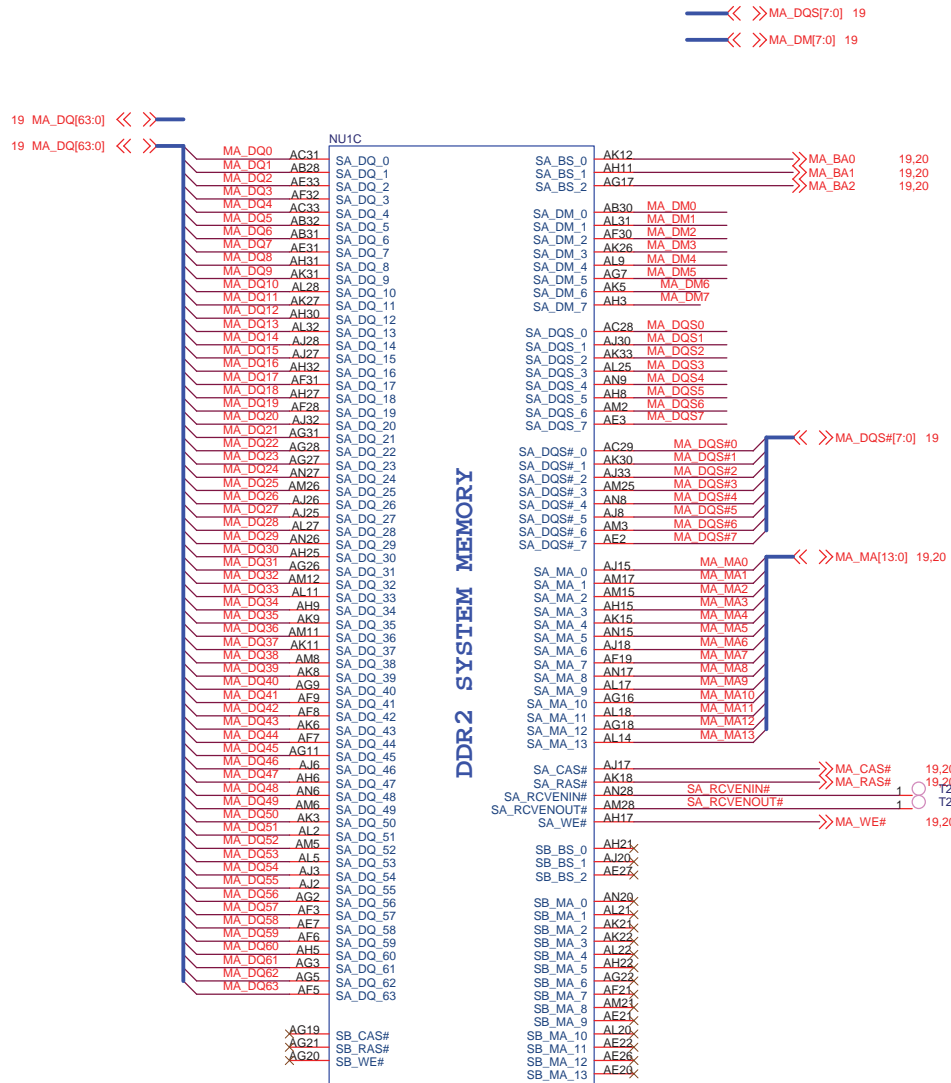 MA_DQS[7:0] 19
MA_DM[7:0] 19
19 MA_DQ[63:0]
19 MA_DQ[63:0]
NU1C
DDR2 SYSTEM MEMORY
MA_DQ0 AC31 SA_DQ_0
MA_DQ1 AB28 SA_DQ_1
MA_DQ2 AE33 SA_DQ_2
MA_DQ3 AF32 SA_DQ_3
MA_DQ4 AC33 SA_DQ_4
MA_DQ5 AB32 SA_DQ_5
MA_DQ6 AB31 SA_DQ_6
MA_DQ7 AE31 SA_DQ_7
MA_DQ8 AH31 SA_DQ_8
MA_DQ9 AK31 SA_DQ_9
MA_DQ10 AL28 SA_DQ_10
MA_DQ11 AK27 SA_DQ_11
MA_DQ12 AH30 SA_DQ_12
MA_DQ13 AL32 SA_DQ_13
MA_DQ14 AJ28 SA_DQ_14
MA_DQ15 AJ27 SA_DQ_15
MA_DQ16 AH32 SA_DQ_16
MA_DQ17 AF31 SA_DQ_17
MA_DQ18 AH27 SA_DQ_18
MA_DQ19 AF28 SA_DQ_19
MA_DQ20 AJ32 SA_DQ_20
MA_DQ21 AG31 SA_DQ_21
MA_DQ22 AG28 SA_DQ_22
MA_DQ23 AG27 SA_DQ_23
MA_DQ24 AN27 SA_DQ_24
MA_DQ25 AM26 SA_DQ_25
MA_DQ26 AJ26 SA_DQ_26
MA_DQ27 AJ25 SA_DQ_27
MA_DQ28 AL27 SA_DQ_28
MA_DQ29 AN26 SA_DQ_29
MA_DQ30 AH25 SA_DQ_30
MA_DQ31 AG26 SA_DQ_31
MA_DQ32 AM12 SA_DQ_32
MA_DQ33 AL11 SA_DQ_33
MA_DQ34 AH9 SA_DQ_34
MA_DQ35 AK9 SA_DQ_35
MA_DQ36 AM11 SA_DQ_36
MA_DQ37 AK11 SA_DQ_37
MA_DQ38 AM8 SA_DQ_38
MA_DQ39 AK8 SA_DQ_39
MA_DQ40 AG9 SA_DQ_40
MA_DQ41 AF9 SA_DQ_41
MA_DQ42 AF8 SA_DQ_42
MA_DQ43 AK6 SA_DQ_43
MA_DQ44 AF7 SA_DQ_44
MA_DQ45 AG11 SA_DQ_45
MA_DQ46 AJ6 SA_DQ_46
MA_DQ47 AH6 SA_DQ_47
MA_DQ48 AN6 SA_DQ_48
MA_DQ49 AM6 SA_DQ_49
MA_DQ50 AK3 SA_DQ_50
MA_DQ51 AL2 SA_DQ_51
MA_DQ52 AM5 SA_DQ_52
MA_DQ53 AL5 SA_DQ_53
MA_DQ54 AJ3 SA_DQ_54
MA_DQ55 AJ2 SA_DQ_55
MA_DQ56 AG2 SA_DQ_56
MA_DQ57 AF3 SA_DQ_57
MA_DQ58 AE7 SA_DQ_58
MA_DQ59 AF6 SA_DQ_59
MA_DQ60 AH5 SA_DQ_60
MA_DQ61 AG3 SA_DQ_61
MA_DQ62 AG5 SA_DQ_62
MA_DQ63 AF5 SA_DQ_63
AG19 SB_CAS#
AG21 SB_RAS#
AG20 SB_WE#
SA_BS_0 AK12 MA_BA0 19,20
SA_BS_1 AH11 MA_BA1 19,20
SA_BS_2 AG17 MA_BA2 19,20
SA_DM_0 AB30 MA_DM0
SA_DM_1 AL31 MA_DM1
SA_DM_2 AF30 MA_DM2
SA_DM_3 AK26 MA_DM3
SA_DM_4 AL9 MA_DM4
SA_DM_5 AG7 MA_DM5
SA_DM_6 AK5 MA_DM6
SA_DM_7 AH3 MA_DM7
SA_DQS_0 AC28 MA_DQS0
SA_DQS_1 AJ30 MA_DQS1
SA_DQS_2 AK33 MA_DQS2
SA_DQS_3 AL25 MA_DQS3
SA_DQS_4 AN9 MA_DQS4
SA_DQS_5 AH8 MA_DQS5
SA_DQS_6 AM2 MA_DQS6
SA_DQS_7 AE3 MA_DQS7
MA_DQS#[7:0] 19
SA_DQS#_0 AC29 MA_DQS#0
SA_DQS#_1 AK30 MA_DQS#1
SA_DQS#_2 AJ33 MA_DQS#2
SA_DQS#_3 AM25 MA_DQS#3
SA_DQS#_4 AN8 MA_DQS#4
SA_DQS#_5 AJ8 MA_DQS#5
SA_DQS#_6 AM3 MA_DQS#6
SA_DQS#_7 AE2 MA_DQS#7
MA_MA[13:0] 19,20
SA_MA_0 AJ15 MA_MA0
SA_MA_1 AM17 MA_MA1
SA_MA_2 AM15 MA_MA2
SA_MA_3 AH15 MA_MA3
SA_MA_4 AK15 MA_MA4
SA_MA_5 AN15 MA_MA5
SA_MA_6 AJ18 MA_MA6
SA_MA_7 AF19 MA_MA7
SA_MA_8 AN17 MA_MA8
SA_MA_9 AL17 MA_MA9
SA_MA_10 AG16 MA_MA10
SA_MA_11 AL18 MA_MA11
SA_MA_12 AG18 MA_MA12
SA_MA_13 AL14 MA_MA13
SA_CAS# AJ17 MA_CAS# 19,20
SA_RAS# AK18 MA_RAS# 19,20
SA_RCVENIN# AN28 SA_RCVENIN# 1 T2
SA_RCVENOUT# AM28 SA_RCVENOUT# 1 T2
SA_WE# AH17 MA_WE# 19,20
SB_BS_0 AH21
SB_BS_1 AJ20
SB_BS_2 AE27
SB_MA_0 AN20
SB_MA_1 AL21
SB_MA_2 AK21
SB_MA_3 AK22
SB_MA_4 AL22
SB_MA_5 AH22
SB_MA_6 AG22
SB_MA_7 AF21
SB_MA_8 AM21
SB_MA_9 AE21
SB_MA_10 AL20
SB_MA_11 AE22
SB_MA_12 AE26
SB_MA_13 AE20